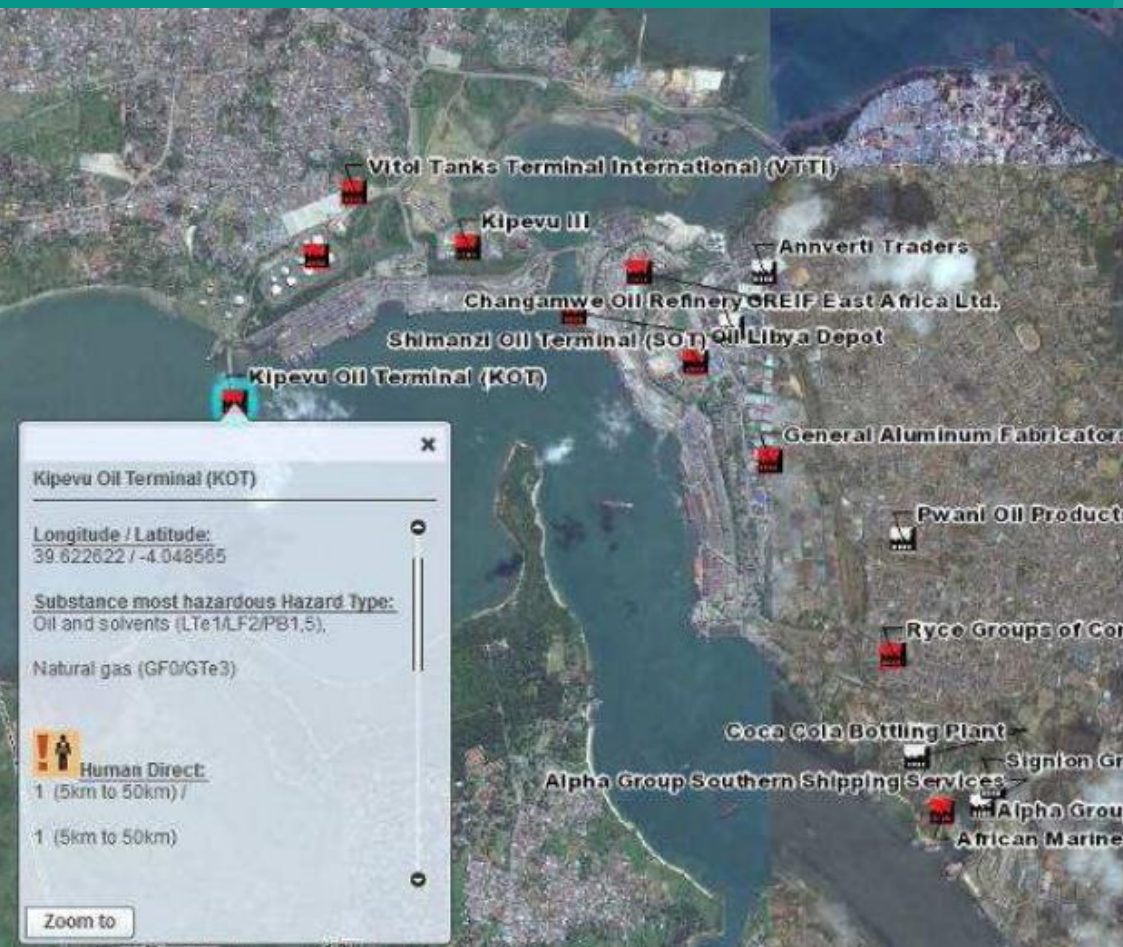 Vitol Tanks Terminal International (VTTI)
Kipevu III
Annverti Traders
Changamwe Oil Refinery
GREIF East Africa Ltd.
Shimanzi Oil Terminal (SOT)
Oil Libya Depot
Kipevu Oil Terminal (KOT)
General Aluminum Fabricators
Pwani Oil Product
Ryce Groups of Co
Coca Cola Bottling Plant
Signion Gr
Alpha Group Southern Shipping Services
Alpha Grou
African Marine
Kipevu Oil Terminal (KOT)
Longitude / Latitude:
39.622622 / -4.048565
Substance most hazardous Hazard Type:
Oil and solvents (LTe1/LF2/PB1,5),
Natural gas (GF0/GTe3)
Human Direct:
1 (5km to 50km) /
1 (5km to 50km)
Zoom to